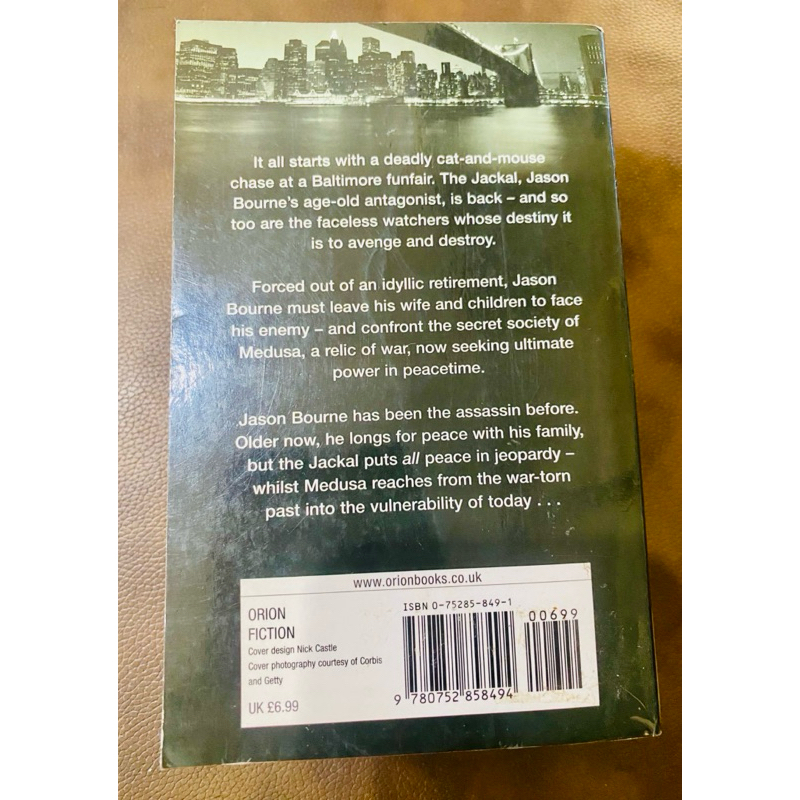 It all starts with a deadly cat-and-mouse
chase at a Baltimore funfair. The Jackal, Jason
Bourne's age-old antagonist, is back – and so
too are the faceless watchers whose destiny it
is to avenge and destroy.
Forced out of an idyllic retirement, Jason
Bourne must leave his wife and children to face
his enemy – and confront the secret society of
Medusa, a relic of war, now seeking ultimate
power in peacetime.
Jason Bourne has been the assassin before.
Older now, he longs for peace with his family,
but the Jackal puts all peace in jeopardy –
whilst Medusa reaches from the war-torn
past into the vulnerability of today . . .
www.orionbooks.co.uk
ORION
FICTION
Cover design Nick Castle
Cover photography courtesy of Corbis
and Getty
UK £6.99
ISBN 0-75285-849-1
00699
9 780752 858494